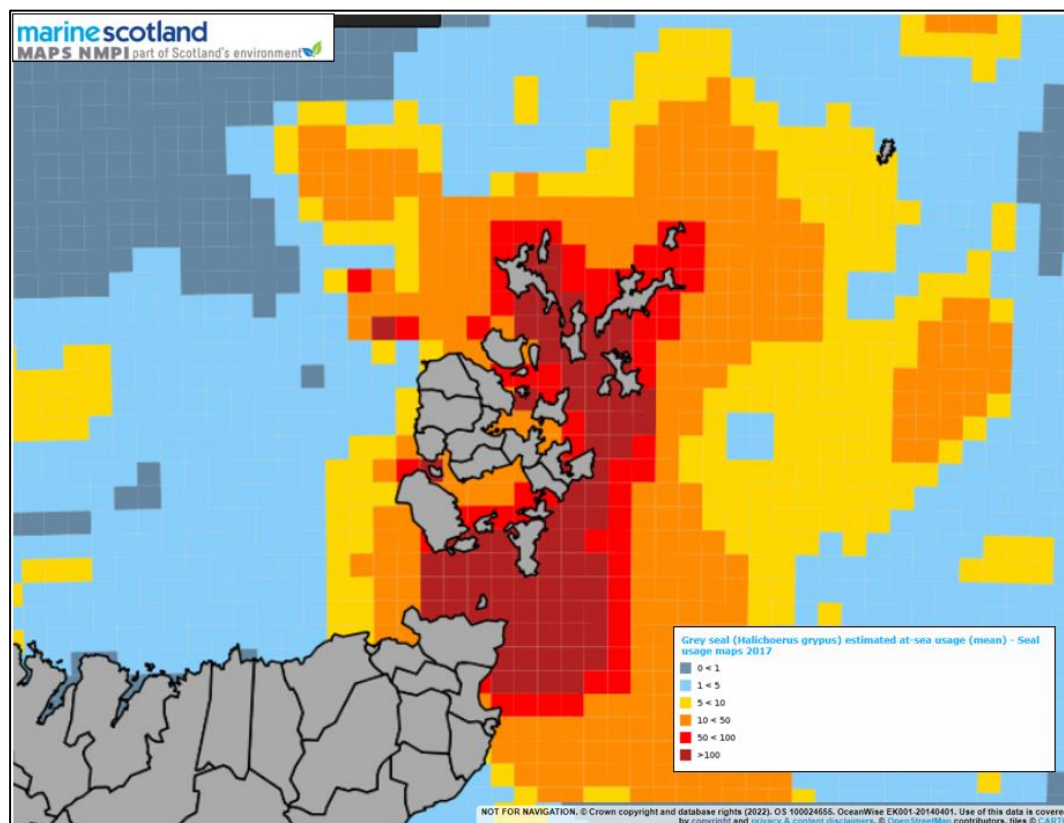 marinescotland
MAPS NMPI part of Scotland's environment
Grey seal (Halichoerus grypus) estimated at-sea usage (mean) - Seal
usage maps 2017
0 < 1
1 < 5
5 < 10
10 < 50
50 < 100
>100
NOT FOR NAVIGATION. © Crown copyright and database rights (2022). OS 100024655. OceanWise EK001-20140401. Use of this data is covere
by copyright and privacy & content disclaimers. © OpenStreetMap contributors, tiles © CART